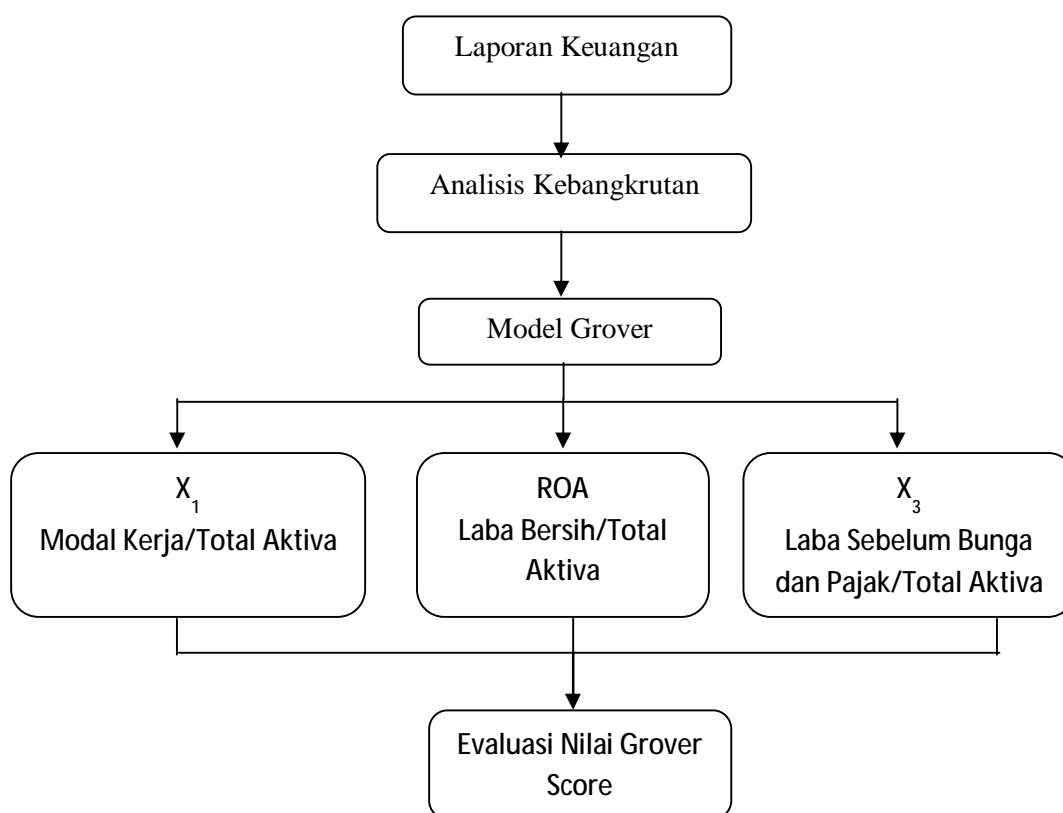 Laporan Keuangan
Analisis Kebangkrutan
Model Grover
X₁
Modal Kerja/Total Aktiva
ROA
Laba Bersih/Total
Aktiva
X₃
Laba Sebelum Bunga
dan Pajak/Total Aktiva
Evaluasi Nilai Grover
Score